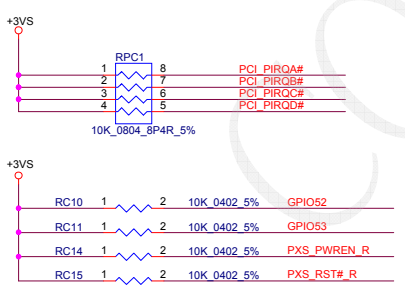 +3VS
RPC1
1 8 PCI_PIRQA#
2 7 PCI_PIRQB#
3 6 PCI_PIRQC#
4 5 PCI_PIRQD#
10K_0804_8P4R_5%
+3VS
RC10 1 2 10K_0402_5% GPIO52
RC11 1 2 10K_0402_5% GPIO53
RC14 1 2 10K_0402_5% PXS_PWREN_R
RC15 1 2 10K_0402_5% PXS_RST#_R